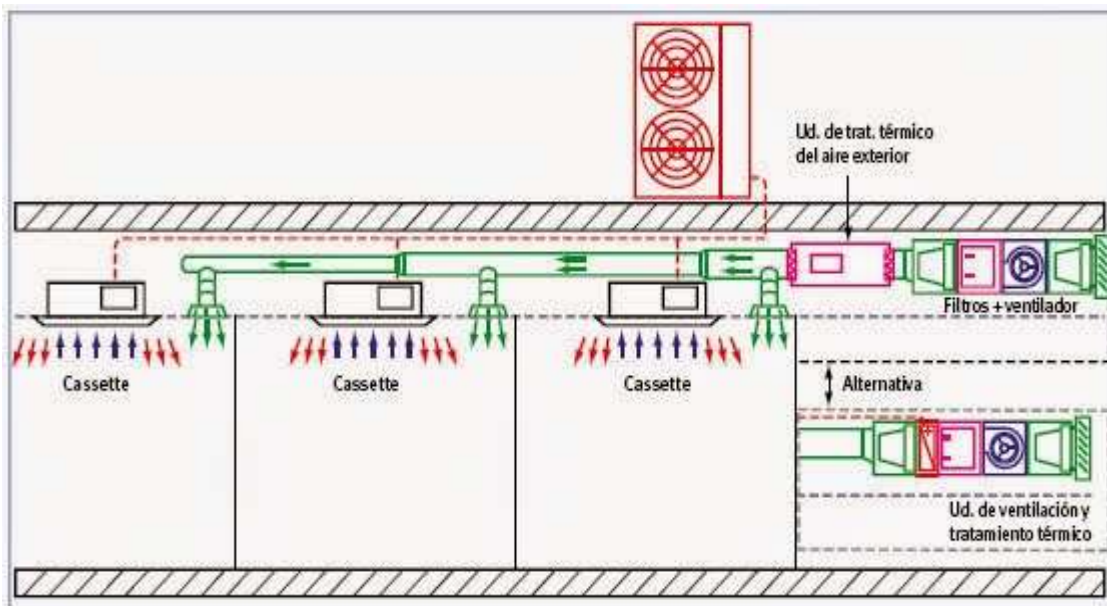 Ud. de trat. térmico
del aire exterior
Filtros + ventilador
Cassette
Cassette
Cassette
Alternativa
Ud. de ventilación y
tratamiento térmico